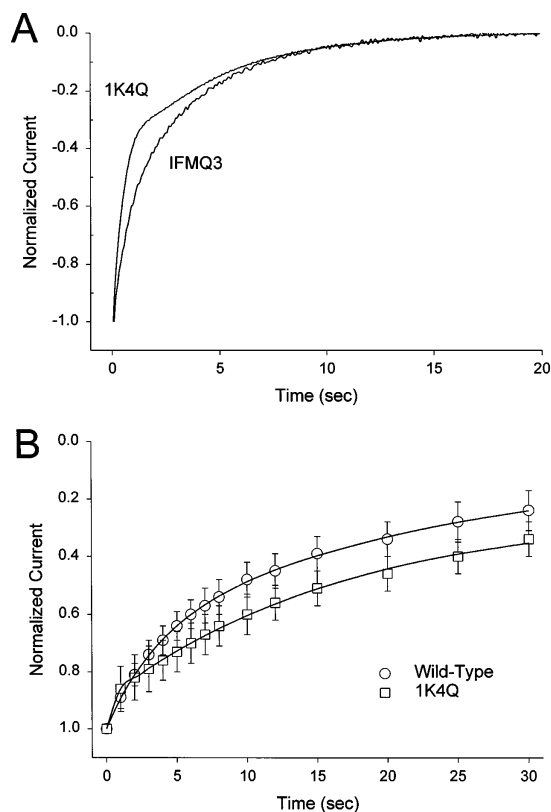 A
0.0
-0.2
-0.4
-0.6
-0.8
-1.0
Normalized Current
1K4Q
IFMQ3
0 5 10 15 20
Time (sec)
B
0.0
0.2
0.4
0.6
0.8
1.0
Normalized Current
Wild-Type
1K4Q
0 5 10 15 20 25 30
Time (sec)